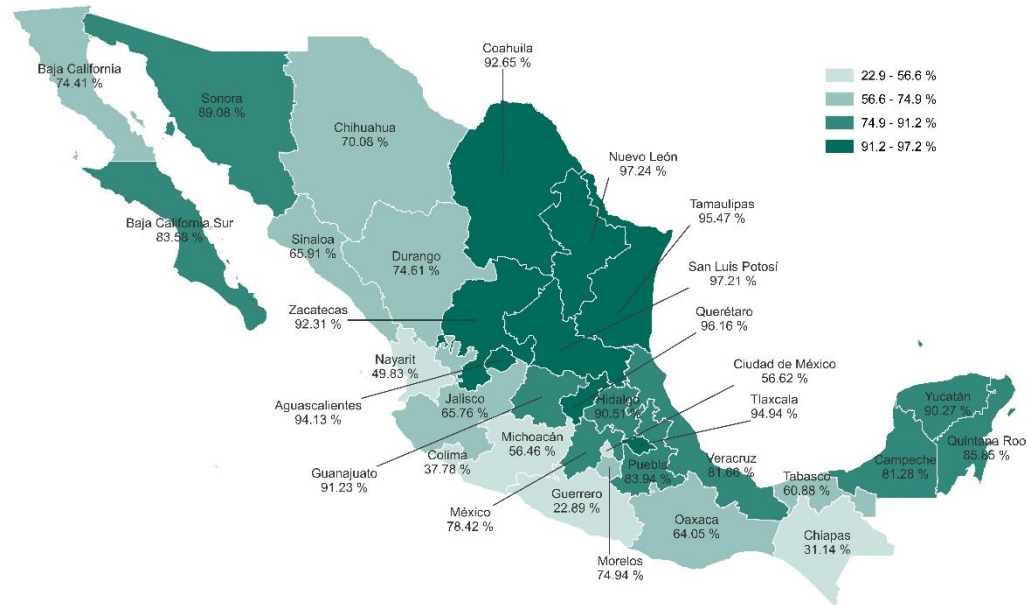 Coahuila
92.65 %
Baja California
74.41 %
22.9 - 56.6 %
56.6 - 74.9 %
74.9 - 91.2 %
91.2 - 97.2 %
Sonora
89.08 %
Chihuahua
70.08 %
Nuevo León
97.24 %
Tamaulipas
95.47 %
Baja California Sur
83.58 %
Sinaloa
65.91 %
Durango
74.61 %
San Luis Potosí
97.21 %
Zacatecas
92.31 %
Querétaro
96.16 %
Nayarit
49.83 %
Ciudad de México
56.62 %
Aguascalientes
94.13 %
Jalisco
65.76 %
Hidalgo
90.51 %
Tlaxcala
94.94 %
Yucatán
90.27 %
Michoacán
56.46 %
Quintana Roo
85.85 %
Colima
37.78 %
Guanajuato
91.23 %
Puebla
83.94 %
Veracruz
81.66 %
Campeche
81.28 %
Tabasco
60.88 %
Guerrero
22.89 %
México
78.42 %
Oaxaca
64.05 %
Chiapas
31.14 %
Morelos
74.94 %